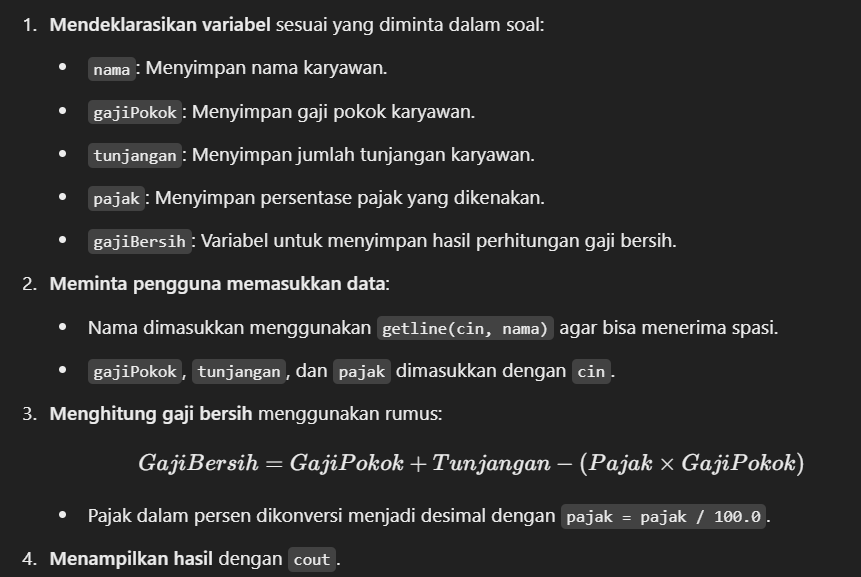 1. Mendeklarasikan variabel sesuai yang diminta dalam soal:
• nama: Menyimpan nama karyawan.
• gajiPokok: Menyimpan gaji pokok karyawan.
• tunjangan: Menyimpan jumlah tunjangan karyawan.
• pajak: Menyimpan persentase pajak yang dikenakan.
• gajiBersih: Variabel untuk menyimpan hasil perhitungan gaji bersih.
2. Meminta pengguna memasukkan data:
• Nama dimasukkan menggunakan getline(cin, nama) agar bisa menerima spasi.
• gajiPokok, tunjangan, dan pajak dimasukkan dengan cin.
3. Menghitung gaji bersih menggunakan rumus:
GajiBersih = GajiPokok + Tunjangan − (Pajak × GajiPokok)
• Pajak dalam persen dikonversi menjadi desimal dengan pajak = pajak / 100.0.
4. Menampilkan hasil dengan cout.